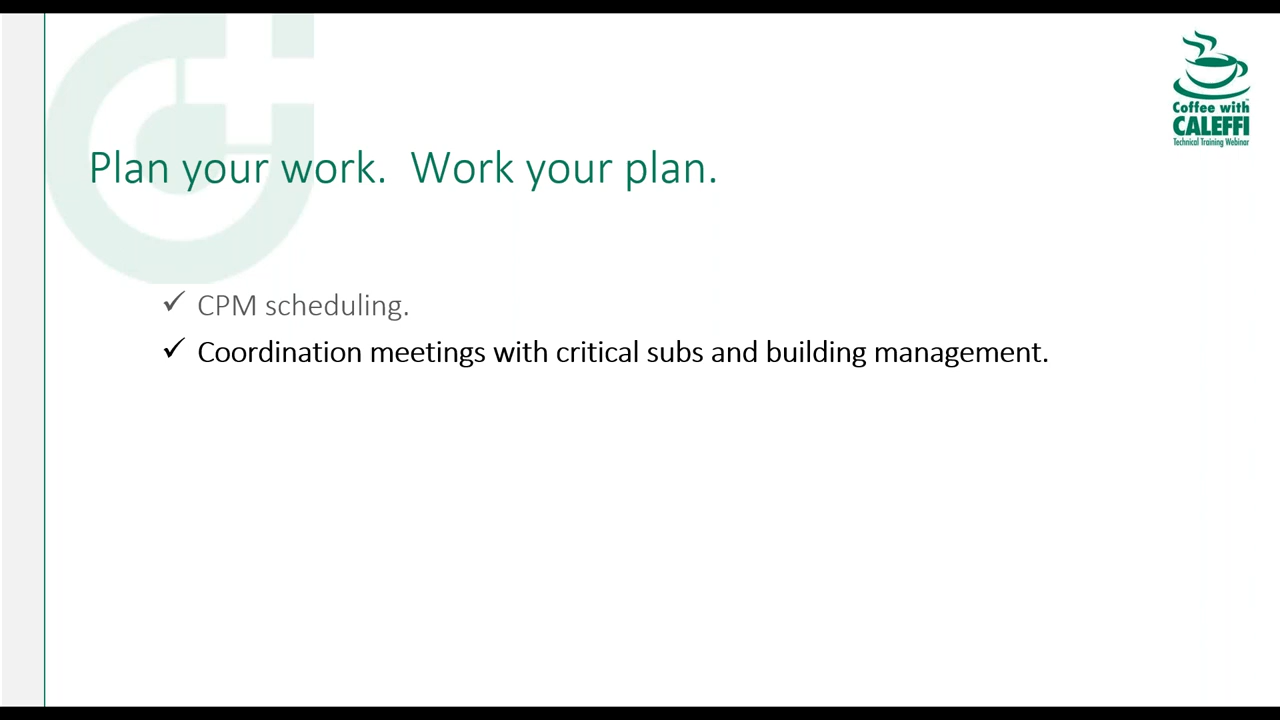 Coffee with
CALEFFI
Technical Training Webinar
Plan your work.  Work your plan.
✓ CPM scheduling.
✓ Coordination meetings with critical subs and building management.